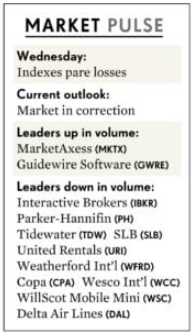 MARKET PULSE
Wednesday:
Indexes pare losses
Current outlook:
Market in correction
Leaders up in volume:
MarketAxess (MKTX)
Guidewire Software (GWRE)
Leaders down in volume:
Interactive Brokers (IBKR)
Parker-Hannifin (PH)
Tidewater (TDW) SLB (SLB)
United Rentals (URI)
Weatherford Int'l (WFRD)
Copa (CPA) Wesco Int'l (WCC)
WillScot Mobile Mini (WSC)
Delta Air Lines (DAL)